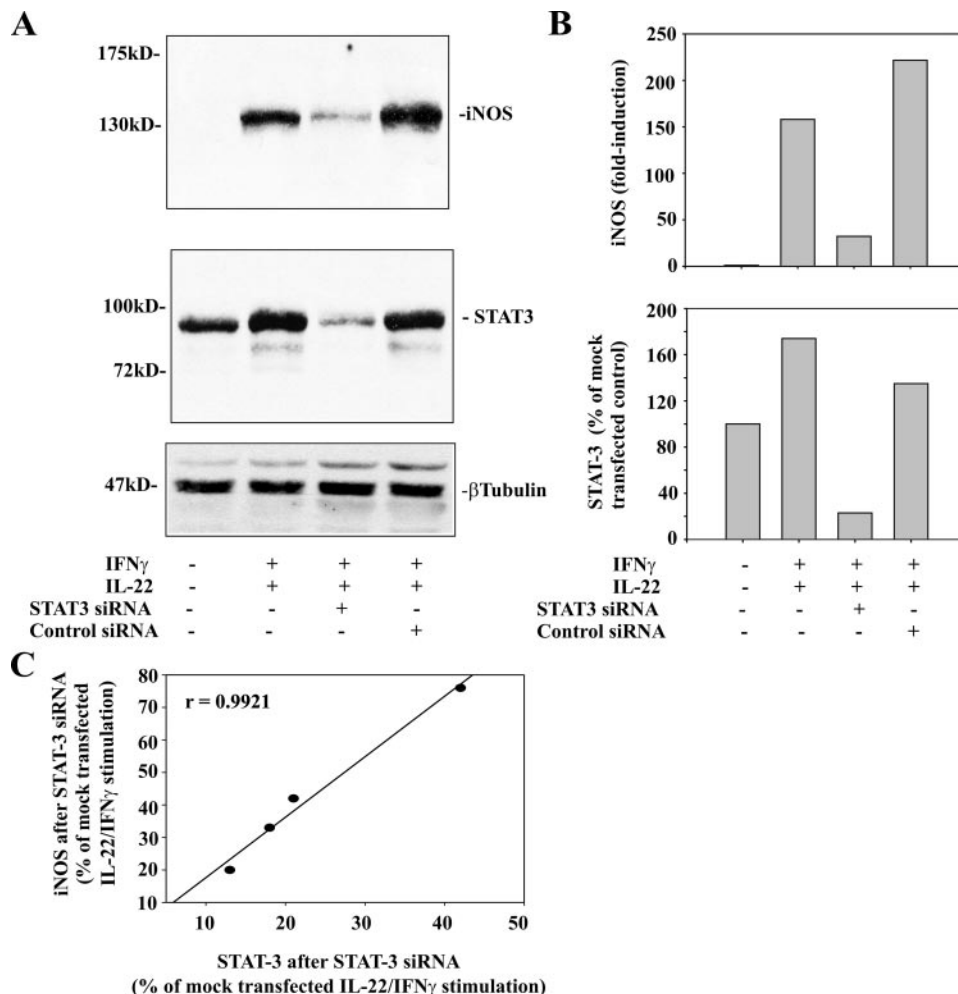 A
175kD-
130kD-
-iNOS
100kD-
72kD-
- STAT3
47kD-
-βTubulin
IFNγ - + + +
IL-22 - + + +
STAT3 siRNA - - + -
Control siRNA - - - +
B
iNOS (fold-induction)
250
200
150
100
50
0
STAT-3 (% of mock
transfected control)
200
160
120
80
40
0
IFNγ - + + +
IL-22 - + + +
STAT3 siRNA - - + -
Control siRNA - - - +
C
iNOS after STAT-3 siRNA
(% of mock transfected
IL-22/IFNγ stimulation)
80
70
60
50
40
30
20
10
r = 0.9921
10 20 30 40 50
STAT-3 after STAT-3 siRNA
(% of mock transfected IL-22/IFNγ stimulation)